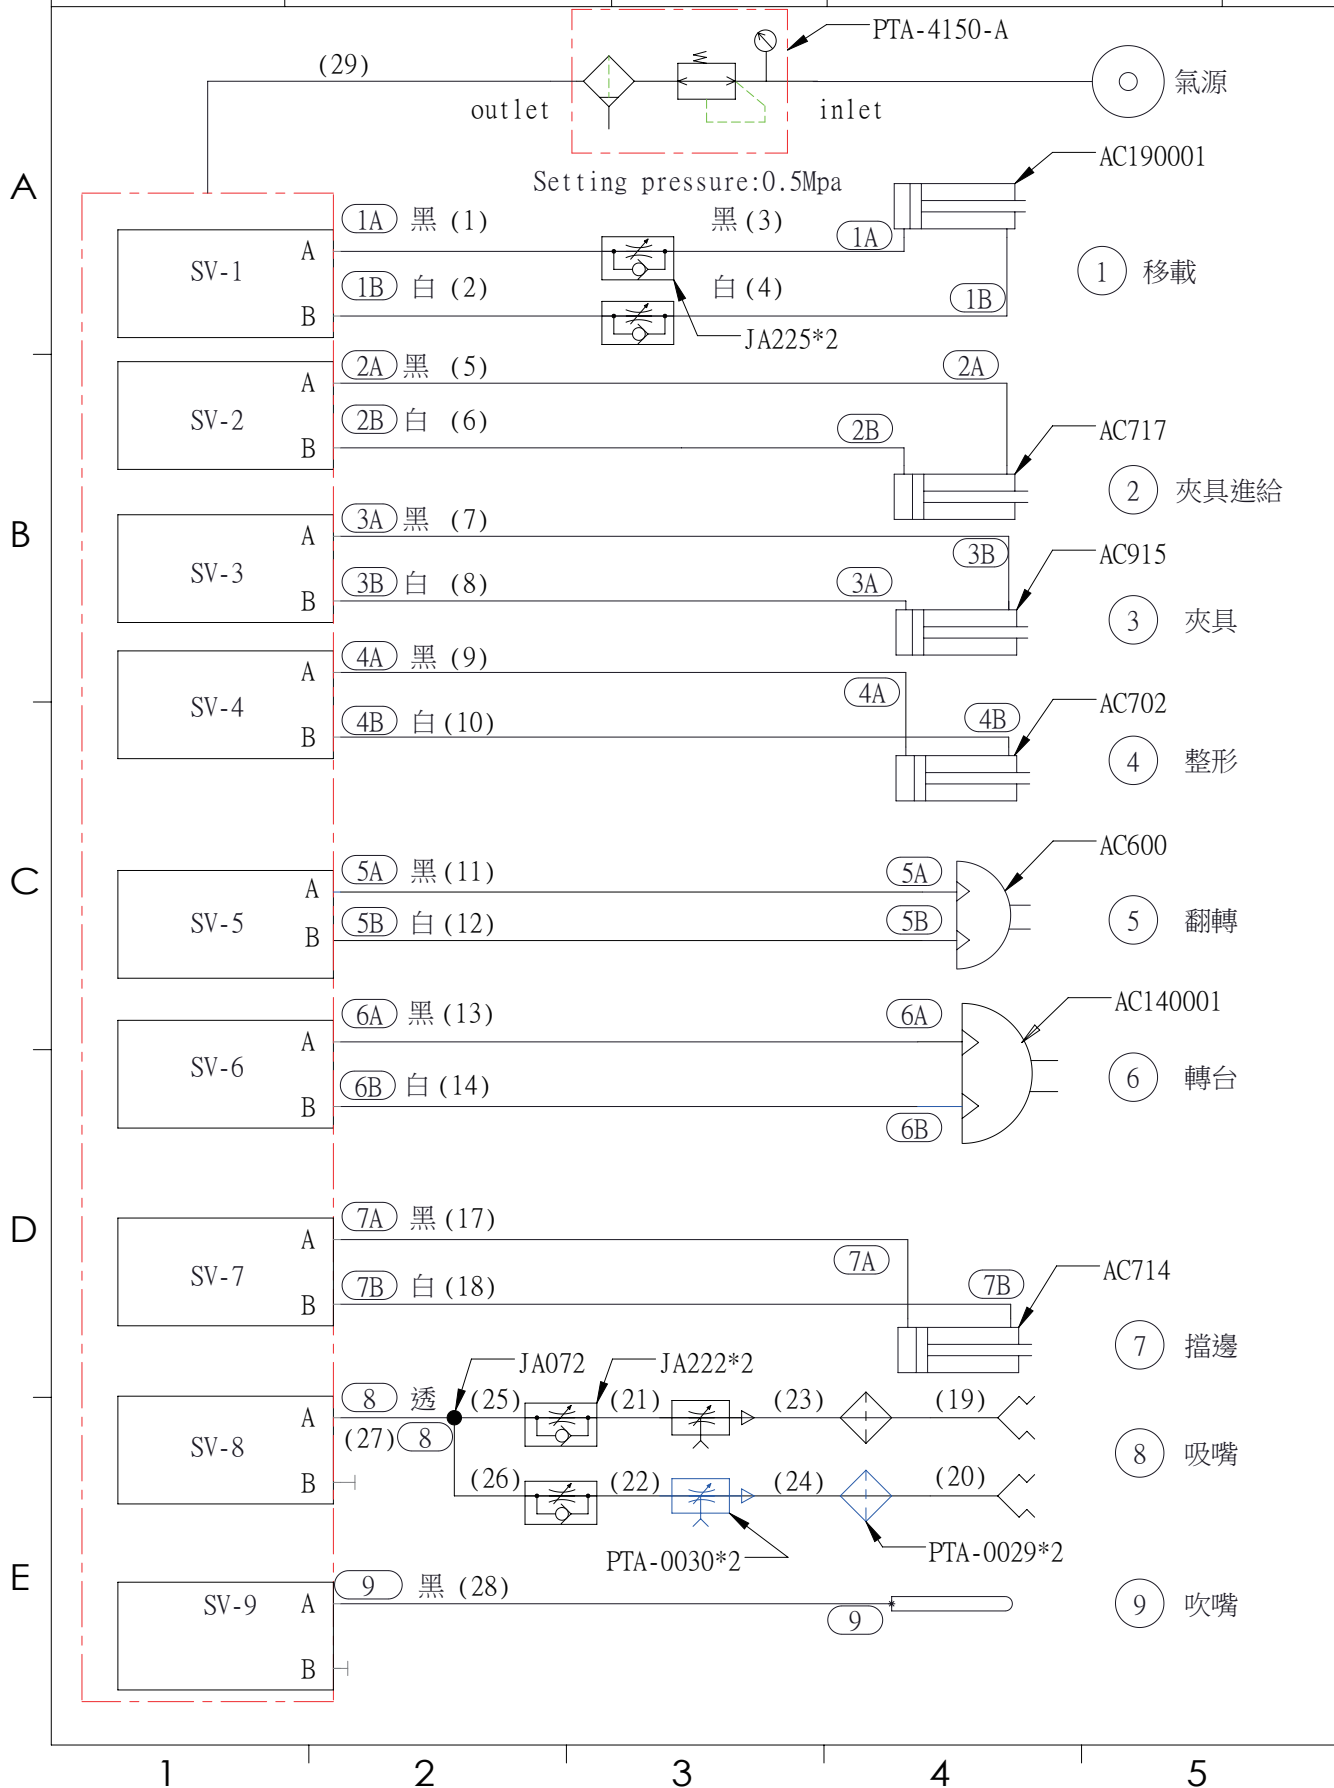 PTA-4150-A
(29)
氣源
outlet
inlet
AC190001
A
Setting pressure:0.5Mpa
1A 黑 (1)
黑 (3)
1A
A
SV-1
1 移載
1B 白 (2)
白 (4)
1B
B
JA225*2
2A 黑 (5)
2A
A
SV-2
2B 白 (6)
2B
AC717
B
2 夾具進給
3A 黑 (7)
B
A
3B
AC915
SV-3
3B 白 (8)
3A
B
3 夾具
4A 黑 (9)
A
4A
AC702
SV-4
4B 白 (10)
4B
B
4 整形
AC600
C
5A 黑 (11)
5A
A
SV-5
5B 白 (12)
5B
B
5 翻轉
AC140001
6A 黑 (13)
6A
A
SV-6
6B 白 (14)
6 轉台
B
6B
D
7A 黑 (17)
A
7A
AC714
SV-7
7B 白 (18)
7B
B
7 擋邊
JA072
JA222*2
8 透 (25)
(21)
(23)
(19)
A
(27) 8
SV-8
8 吸嘴
B
(26)
(22)
(24)
(20)
PTA-0030*2
PTA-0029*2
E
9 黑 (28)
SV-9 A
9
9 吹嘴
B
1 2 3 4 5